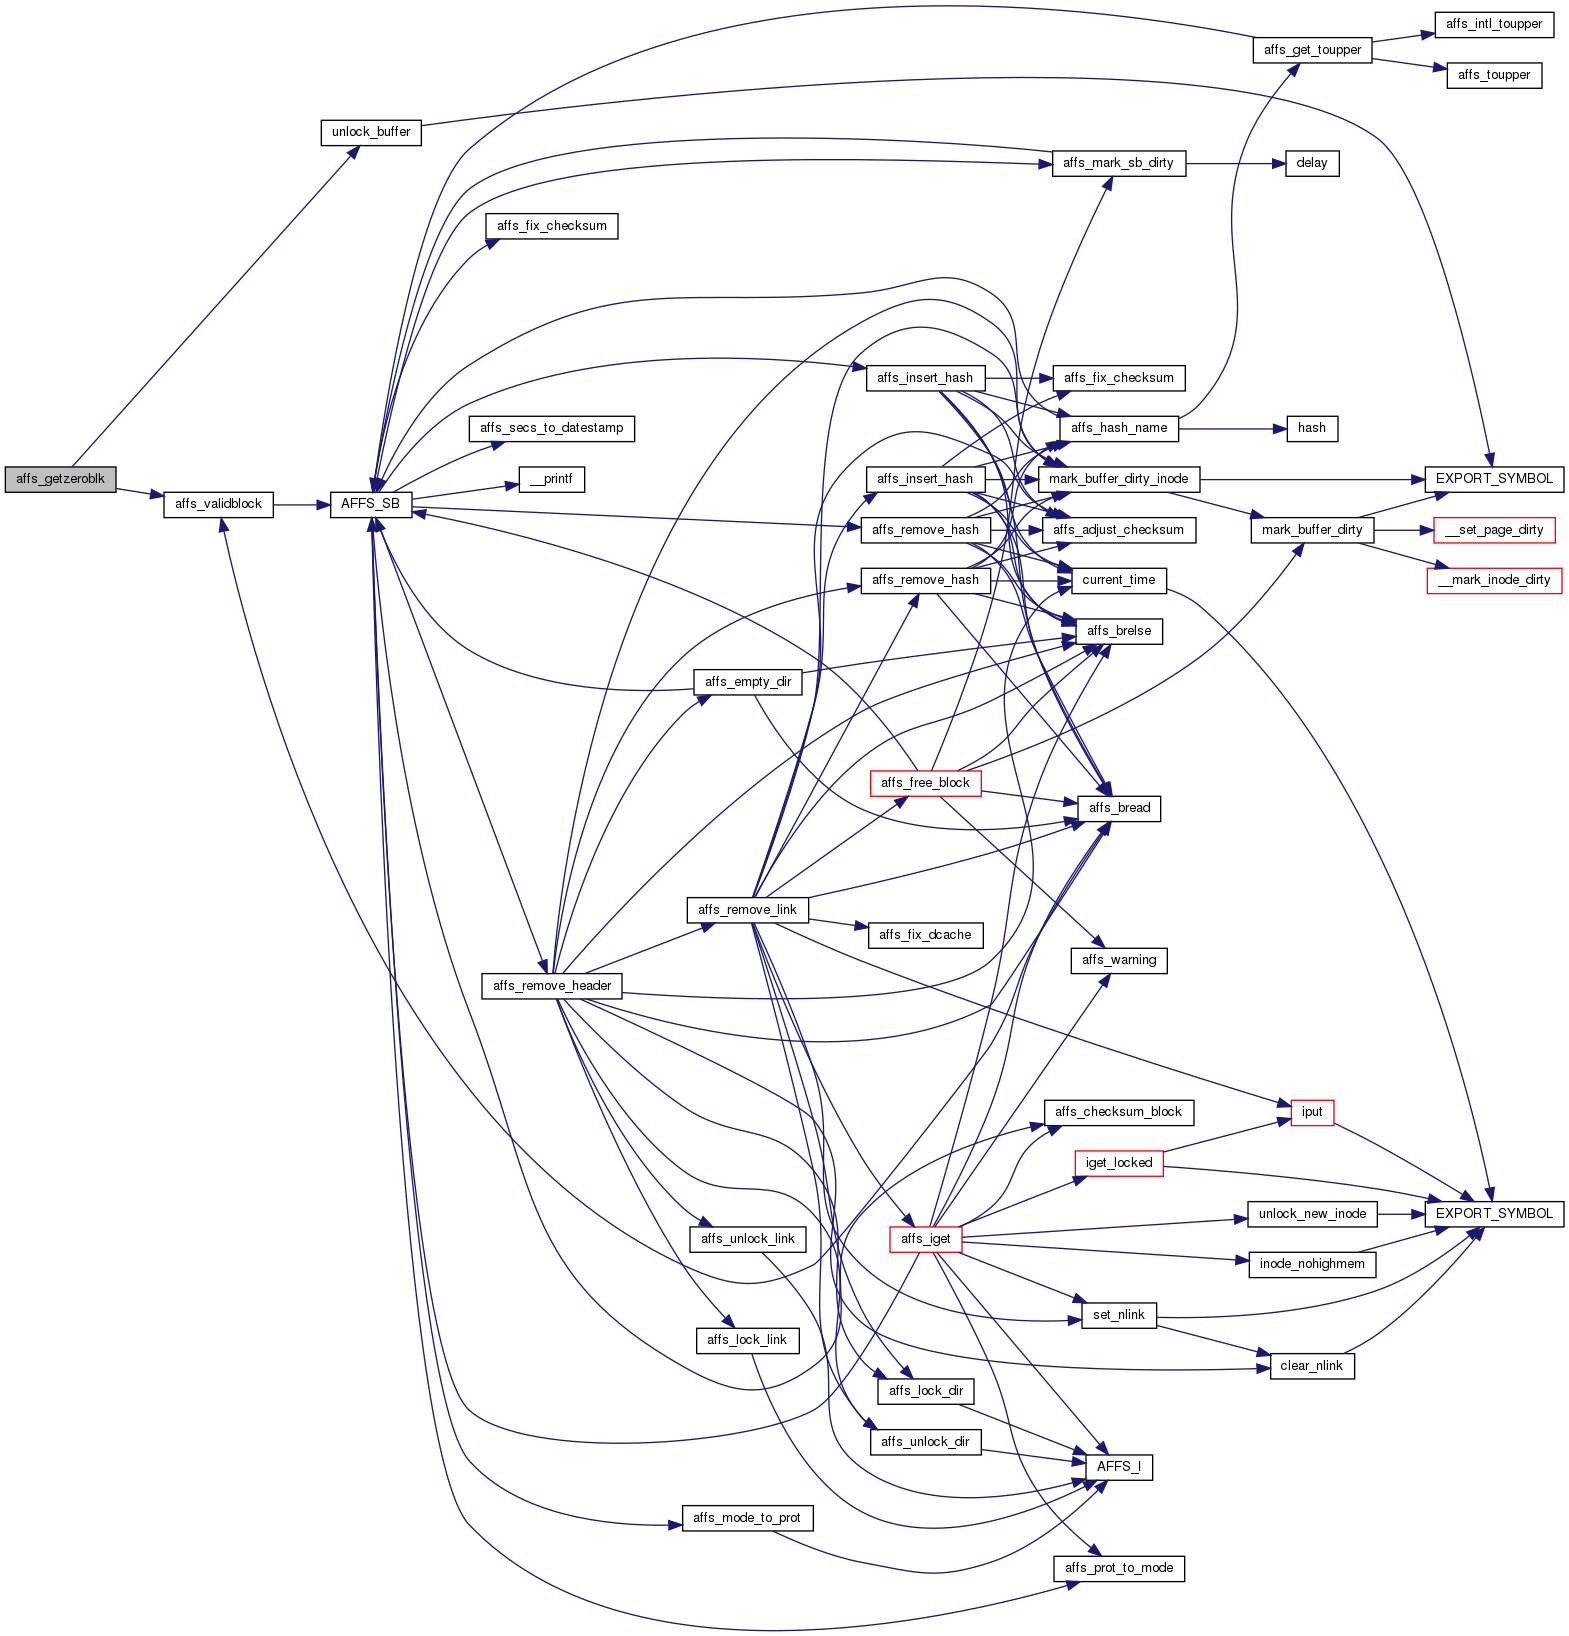 affs_intl_toupper
affs_get_toupper
affs_toupper
unlock_buffer
affs_mark_sb_dirty
delay
affs_fix_checksum
affs_insert_hash
affs_fix_checksum
affs_secs_to_datestamp
affs_hash_name
hash
affs_getzeroblk
__printf
affs_insert_hash
mark_buffer_dirty_inode
EXPORT_SYMBOL
affs_validblock
AFFS_SB
affs_remove_hash
affs_adjust_checksum
mark_buffer_dirty
__set_page_dirty
affs_remove_hash
current_time
__mark_inode_dirty
affs_brelse
affs_empty_dir
affs_free_block
affs_bread
affs_remove_link
affs_fix_dcache
affs_warning
affs_remove_header
affs_checksum_block
iput
iget_locked
unlock_new_inode
EXPORT_SYMBOL
affs_unlock_link
affs_iget
inode_nohighmem
set_nlink
affs_lock_link
clear_nlink
affs_lock_dir
affs_unlock_dir
AFFS_I
affs_mode_to_prot
affs_prot_to_mode